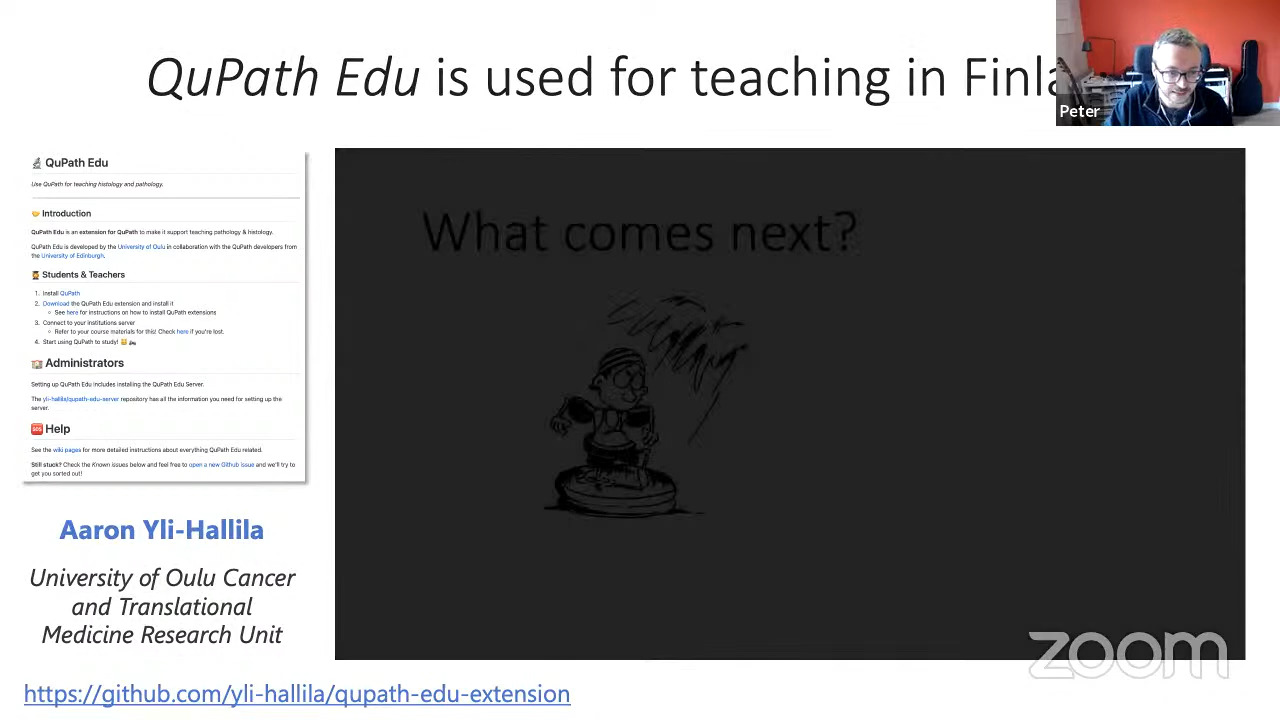 QuPath Edu is used for teaching in Finla
Peter
QuPath Edu
Use QuPath for teaching histology and pathology.
Introduction
QuPath Edu is an extension for QuPath to make it support teaching pathology & histology.
QuPath Edu is developed by the University of Oulu in collaboration with the QuPath developers from
the University of Edinburgh.
Students & Teachers
1. Install QuPath
2. Download the QuPath Edu extension and install it
See here for instructions on how to install QuPath extensions
3. Connect to your institutions server
Refer to your course materials for this! Check here if you're lost.
4. Start using QuPath to study!
Administrators
Setting up QuPath Edu includes installing the QuPath Edu Server.
The yli-hallila/qupath-edu-server repository has all the information you need for setting up the
server.
SOS Help
See the wiki pages for more detailed instructions about everything QuPath Edu related.
Still stuck? Check the Known issues below and feel free to open a new Github issue and we'll try to
get you sorted out!
What comes next?
Aaron Yli-Hallila
University of Oulu Cancer
and Translational
Medicine Research Unit
zoom
https://github.com/yli-hallila/qupath-edu-extension